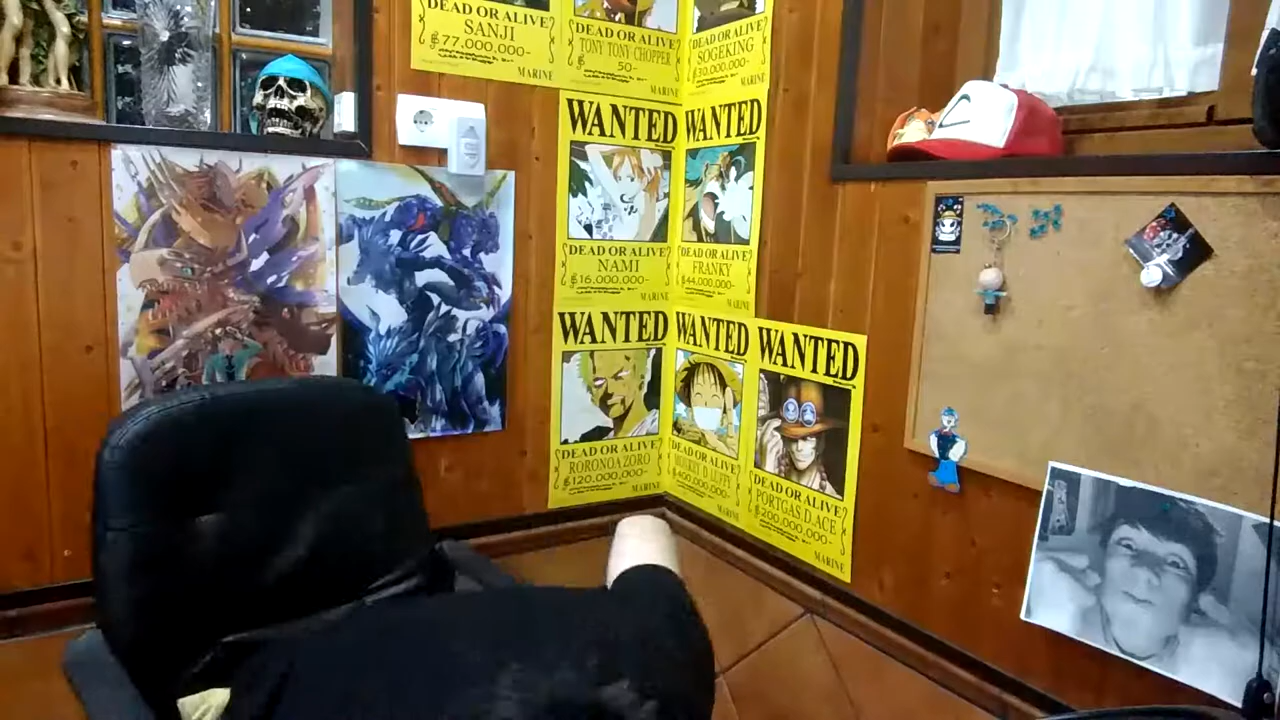 DEAD OR ALIVE
SANJI
77,000,000-
MARINE
DEAD OR ALIVE
TONY TONY CHOPPER
50-
MARINE
DEAD OR ALIVE
SOGEKING
30,000,000-
WANTED
DEAD OR ALIVE
NAMI
16,000,000-
MARINE
WANTED
DEAD OR ALIVE
FRANKY
44,000,000-
MARINE
WANTED
DEAD OR ALIVE
RORONOA ZORO
120,000,000-
MARINE
WANTED
DEAD OR ALIVE
MONKEY D. LUFFY
400,000,000-
MARINE
WANTED
DEAD OR ALIVE
PORTGAS.D.ACE
200,000,000-
MARINE